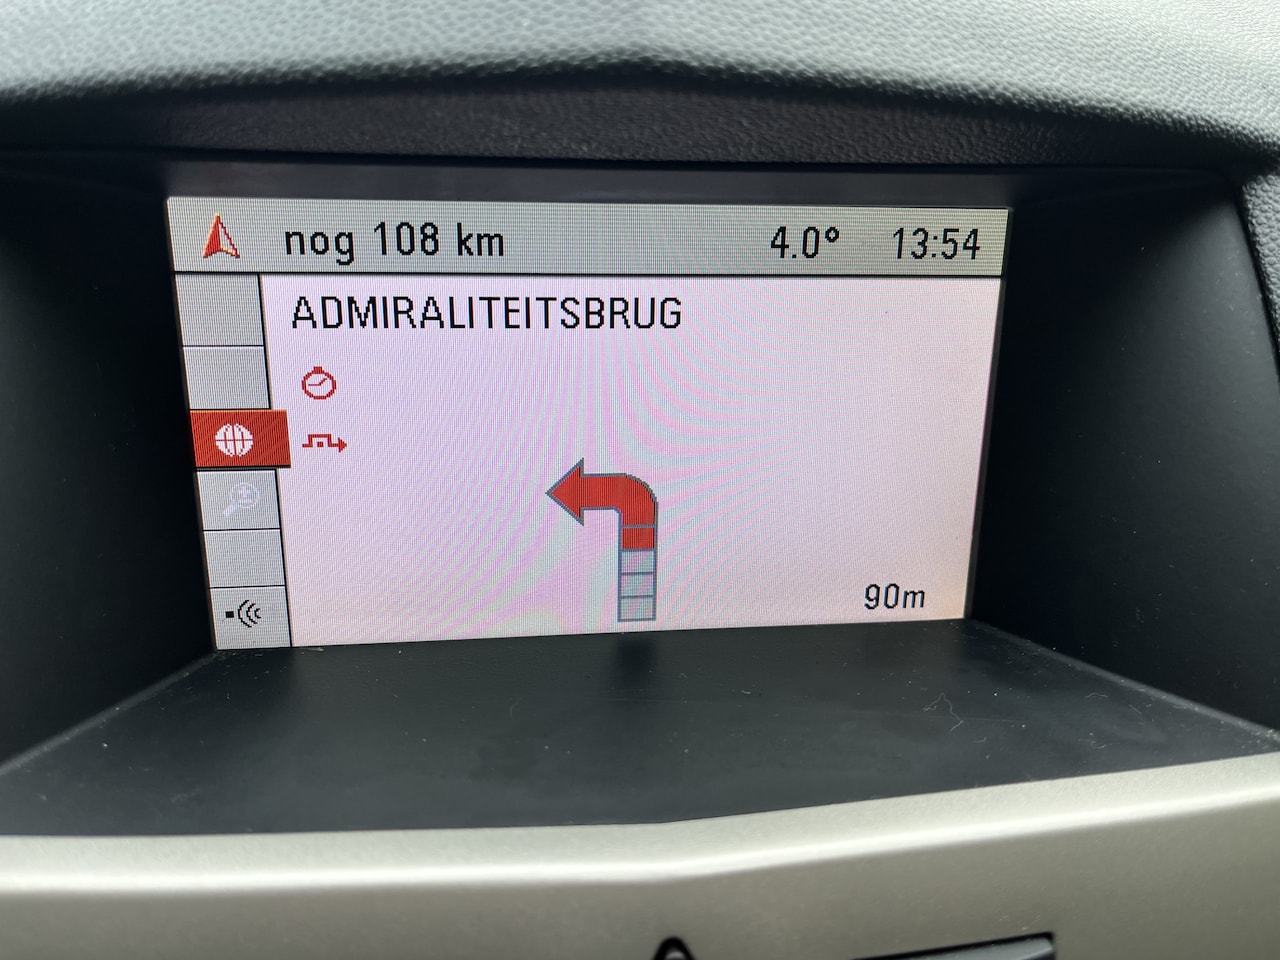 nog 108 km 4.0° 13:54
ADMIRALITEITSBRUG
90m